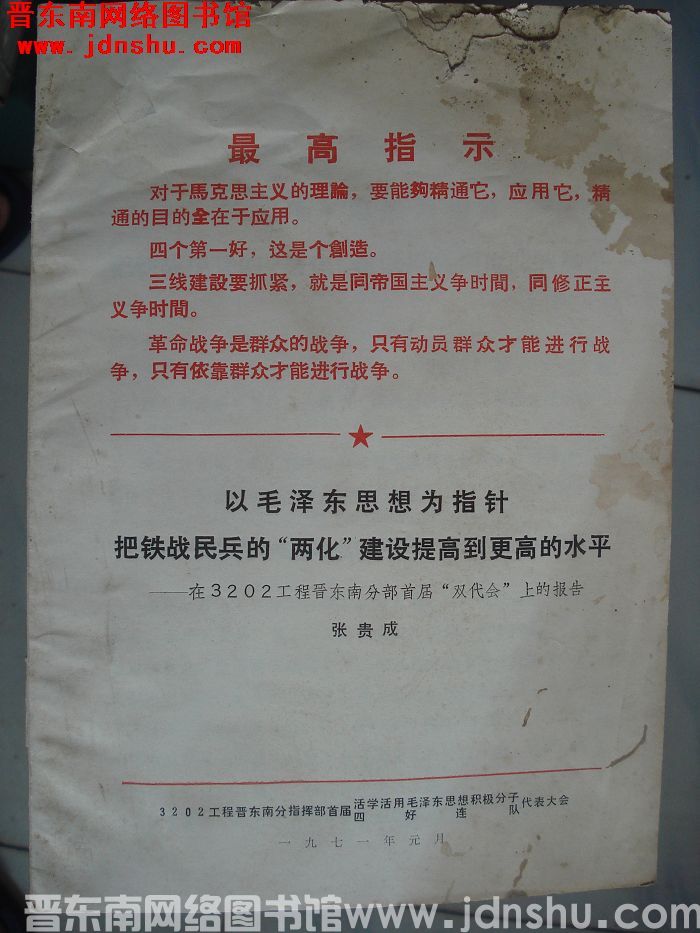 晋东南网络图书馆
www.jdnshu.com
最高指示
对于馬克思主义的理論，要能夠精通它，应用它，精
通的目的全在于应用。
四个第一好，这是个創造。
三线建設要抓紧，就是同帝国主义争时間，同修正主
义争时間。
革命战争是群众的战争，只有动员群众才能进行战
争，只有依靠群众才能进行战争。
以毛泽东思想为指针
把铁战民兵的“两化”建设提高到更高的水平
——在3202工程晋东南分部首届“双代会”上的报告
张贵成
3202工程晋东南分指挥部首届活学活用毛泽东思想积极分子代表大会
四好连队
一九七一年元月
晋东南网络图书馆www.jdnshu.com